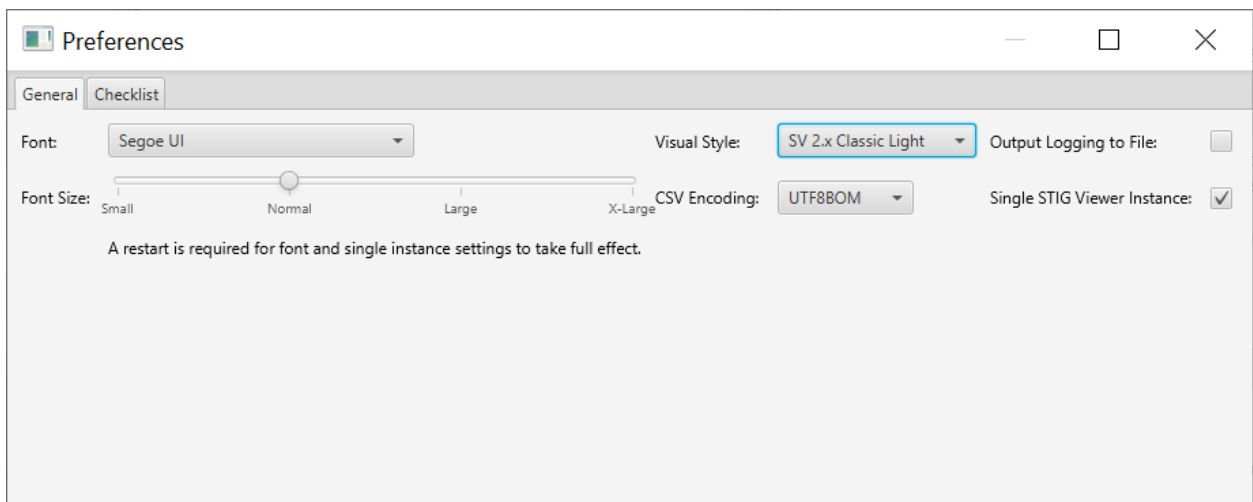 Preferences
General Checklist
Font: Segoe UI Visual Style: SV 2.x Classic Light Output Logging to File:
Font Size: Small Normal Large X-Large CSV Encoding: UTF8BOM Single STIG Viewer Instance:
A restart is required for font and single instance settings to take full effect.